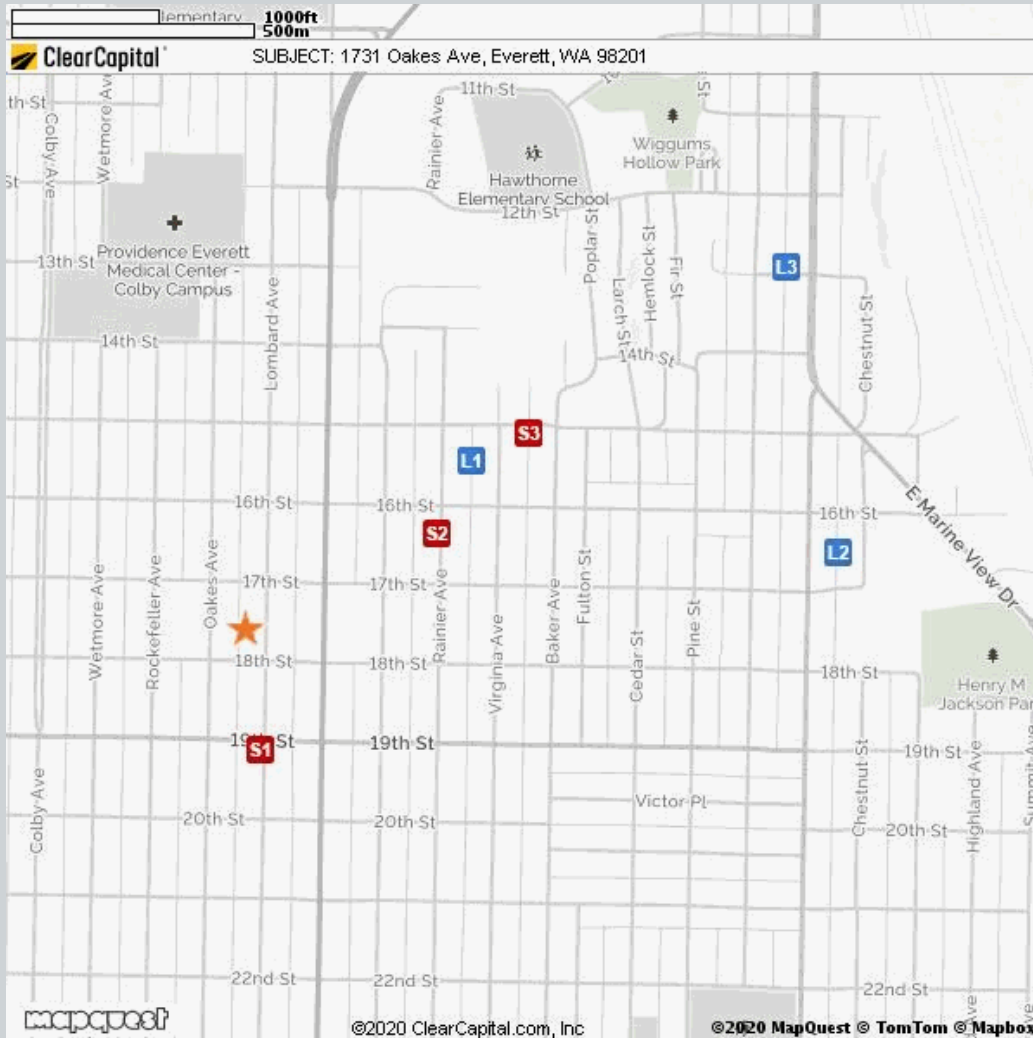 lementary
1000ft
500m
ClearCapital
SUBJECT: 1731 Oakes Ave, Everett, WA 98201
11th St
th St
Colby Ave
Wetmore Ave
Rainier Ave
Wiggums
Hollow Park
Hawthorne
Elementary School
12th St
Providence Everett
Medical Center -
Colby Campus
13th St
Poplar St
Larch St
Hemlock St
Fir St
L3
Lombard Ave
14th St
14th St
Chestnut St
S3
L1
16th St
16th St
16th St
S2
E Marine View Dr
L2
Wetmore Ave
Rockefeller Ave
Oakes Ave
17th St
17th St
Rainier Ave
Virginia Ave
Baker Ave
Fulton St
Cedar St
Pine St
18th St
18th St
18th St
Henry M
Jackson Par
19th St
S1
19th St
19th St
Colby Ave
Victor Pl
Chestnut St
Highland Ave
Summit Ave
20th St
20th St
20th St
22nd St
22nd St
22nd St
mapquest
©2020 ClearCapital.com, Inc
©2020 MapQuest © TomTom © Mapbox